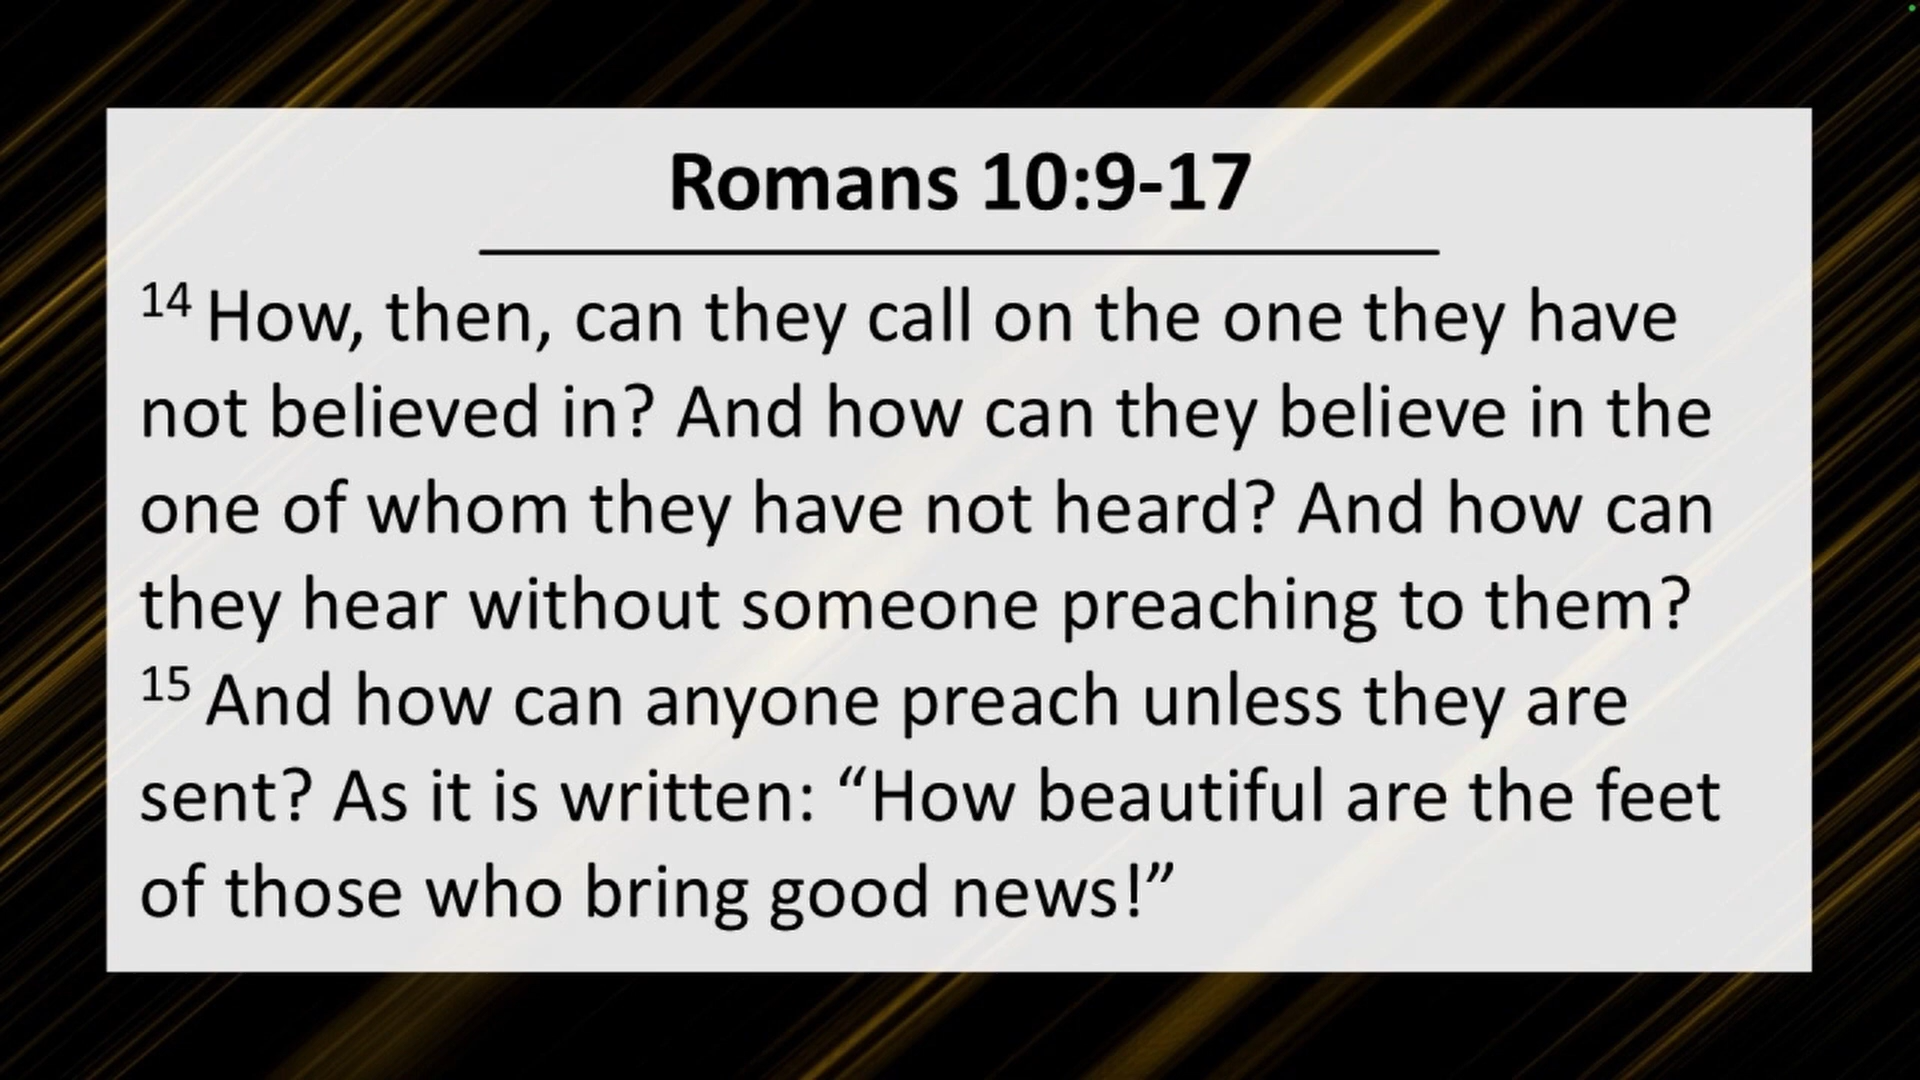 Romans 10:9-17
14 How, then, can they call on the one they have
not believed in? And how can they believe in the
one of whom they have not heard? And how can
they hear without someone preaching to them?
15 And how can anyone preach unless they are
sent? As it is written: “How beautiful are the feet
of those who bring good news!”